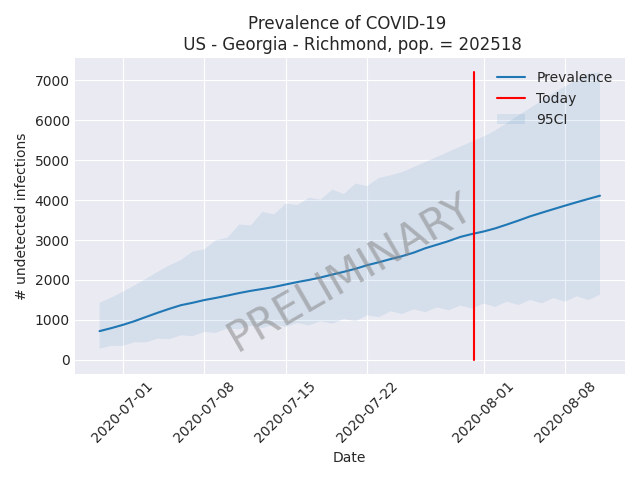 Prevalence of COVID-19
US - Georgia - Richmond, pop. = 202518
# undetected infections
7000
6000
5000
4000
3000
2000
1000
0
Prevalence
Today
95CI
PRELIMINARY
2020-07-01
2020-07-08
2020-07-15
2020-07-22
2020-08-01
2020-08-08
Date